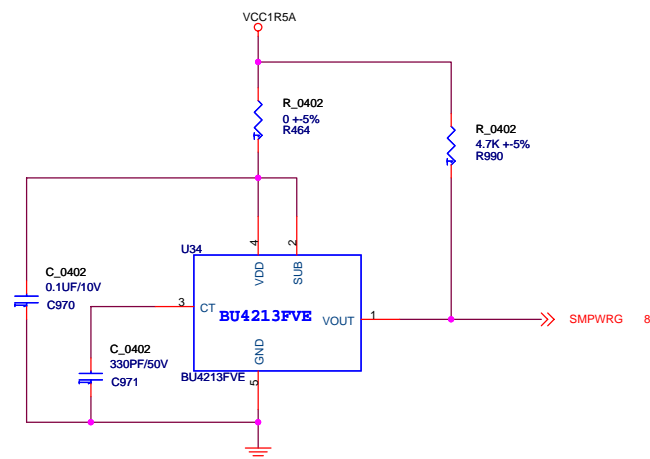 VCC1R5A
R_0402
0 +-5%
R464
R_0402
4.7K +-5%
R990
U34
4
2
VDD
SUB
C_0402
0.1UF/10V
C970
3
CT
BU4213FVE
VOUT
1
SMPWRG 8
C_0402
330PF/50V
C971
GND
BU4213FVE
5